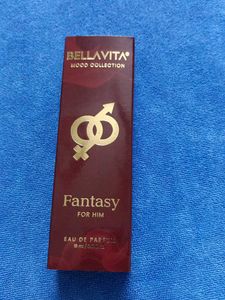 BELLAVITA®
MOOD COLLECTION
Fantasy
FOR HIM
EAU DE PARFUM